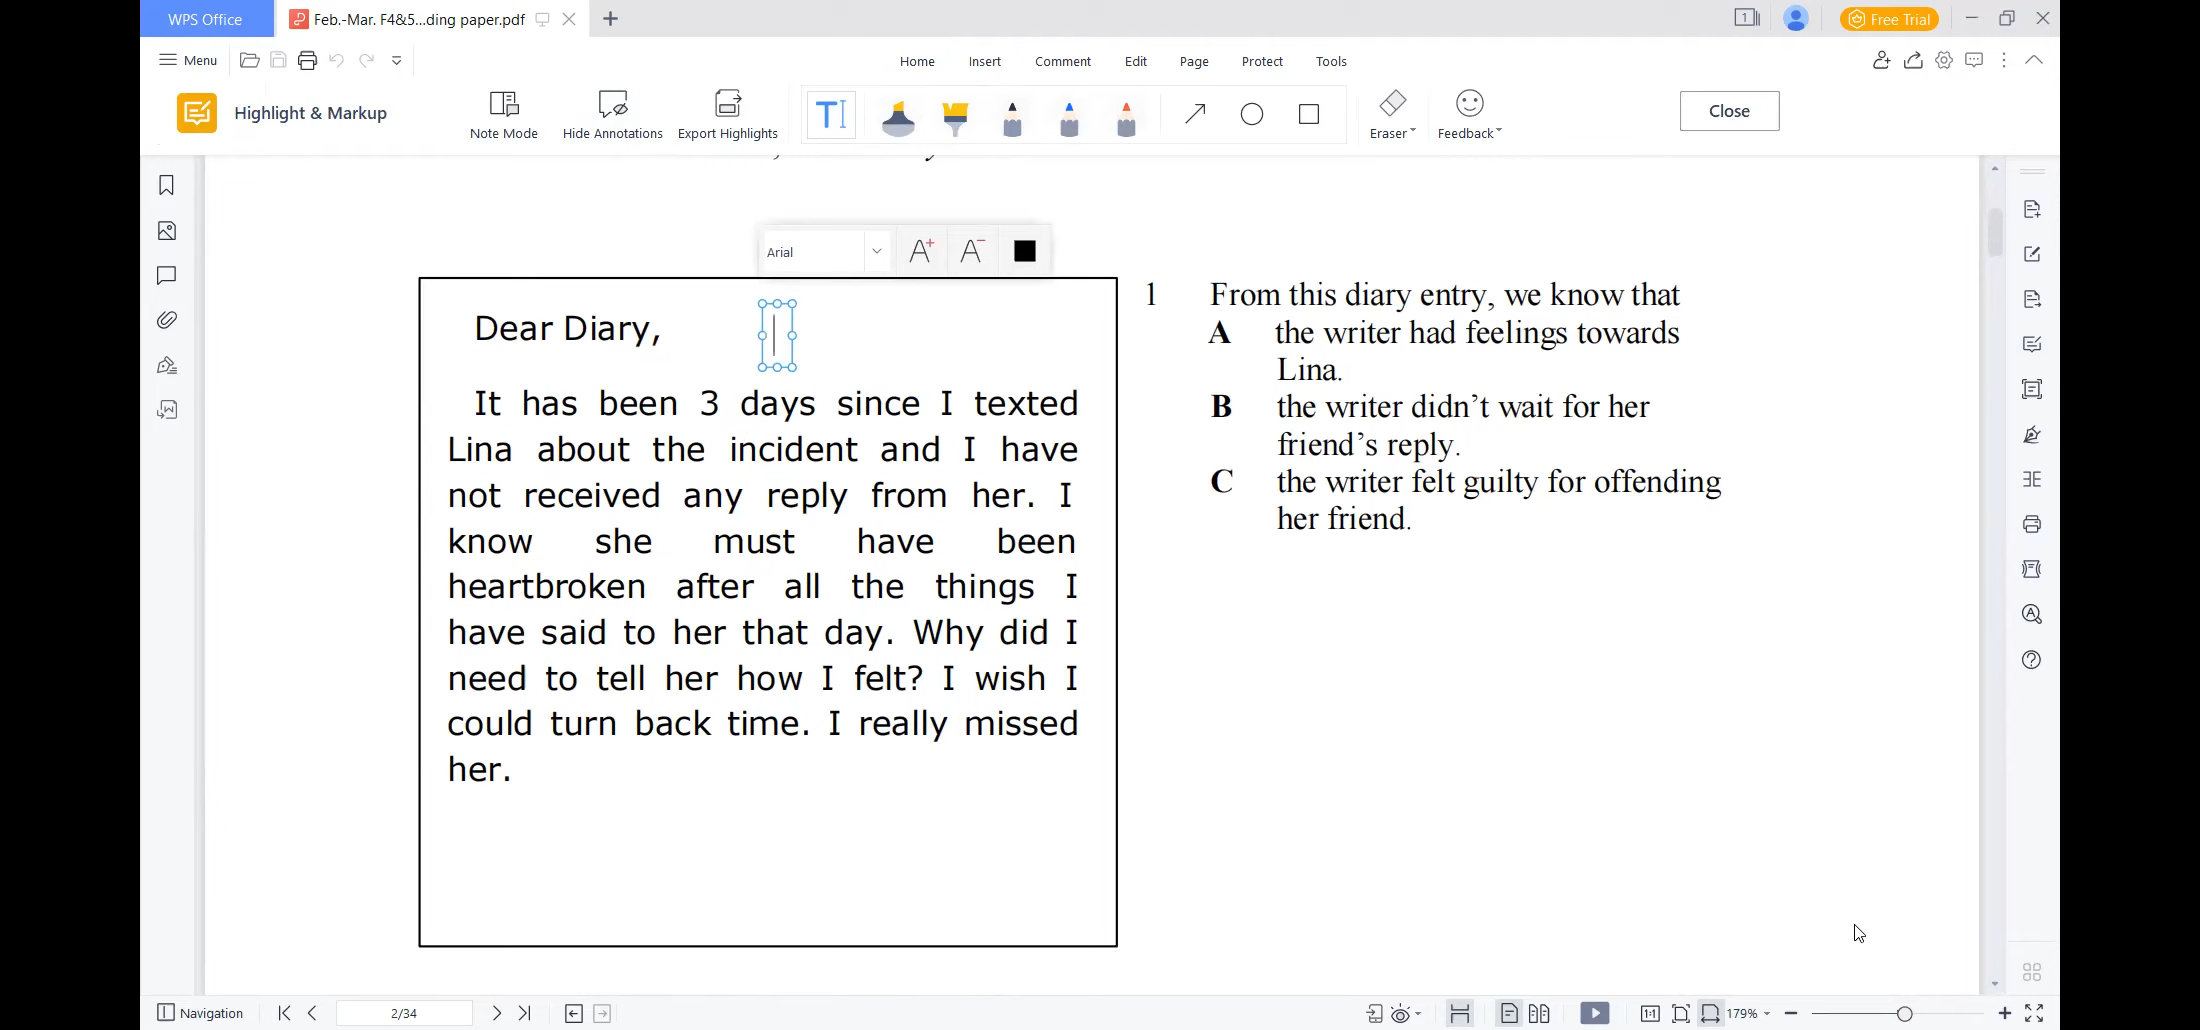 WPS Office
Feb.-Mar. F4&5...ding paper.pdf
1
Free Trial
Menu
Home
Insert
Comment
Edit
Page
Protect
Tools
Highlight & Markup
Note Mode
Hide Annotations
Export Highlights
Eraser
Feedback
Close
Arial
Dear Diary,
It has been 3 days since I texted
Lina about the incident and I have
not received any reply from her. I
know she must have been
heartbroken after all the things I
have said to her that day. Why did I
need to tell her how I felt? I wish I
could turn back time. I really missed
her.
1 From this diary entry, we know that
A the writer had feelings towards
Lina.
B the writer didn’t wait for her
friend’s reply.
C the writer felt guilty for offending
her friend.
Navigation
2/34
1:1
179%